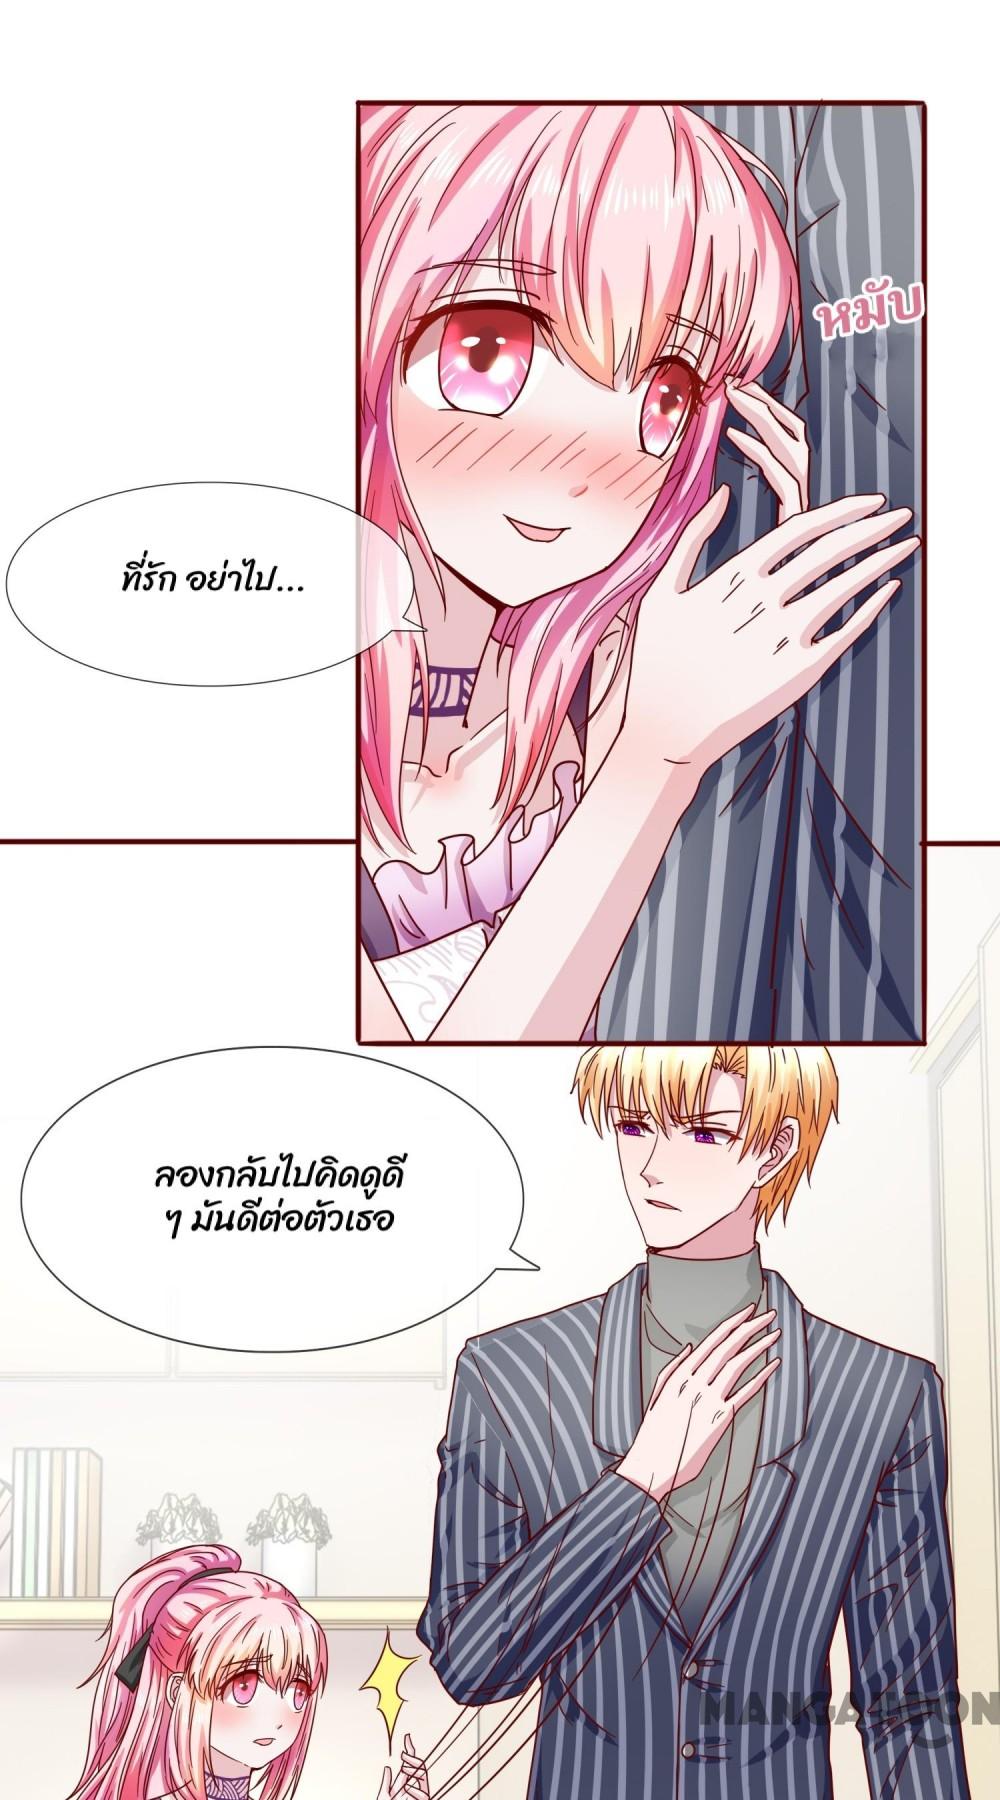 หมับ
ที่รัก อย่าไป...
ลองกลับไปคิดดูดี
ๆ มันดีต่อตัวเธอ